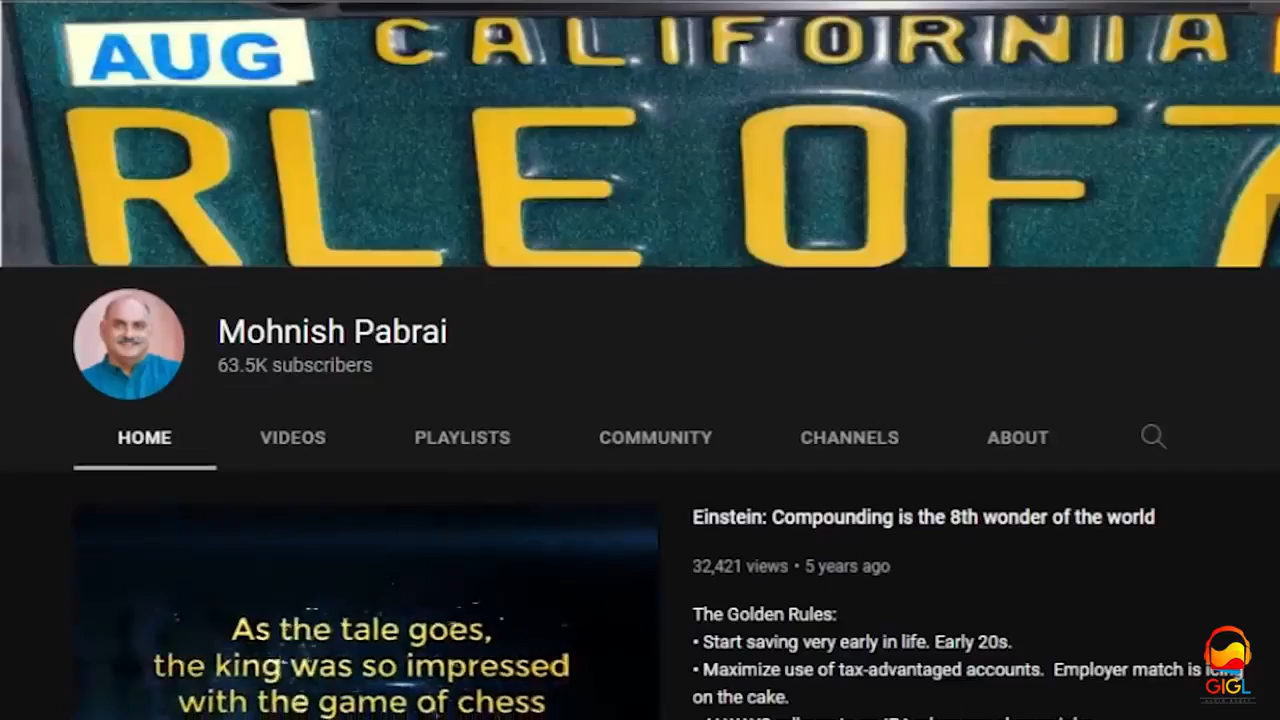 AUG
CALIFORNIA
RLE OF 7
Mohnish Pabrai
63.5K subscribers
HOME
VIDEOS
PLAYLISTS
COMMUNITY
CHANNELS
ABOUT
Einstein: Compounding is the 8th wonder of the world
32,421 views • 5 years ago
As the tale goes,
the king was so impressed
with the game of chess
The Golden Rules:
• Start saving very early in life. Early 20s.
• Maximize use of tax-advantaged accounts. Employer match is icing
on the cake.
GIGL